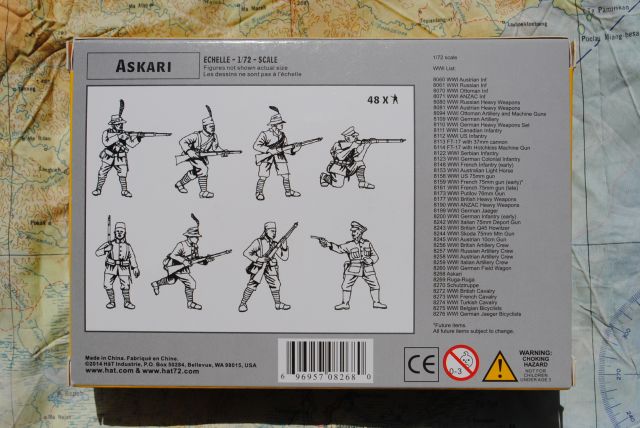 ASKARI
ECHELLE - 1/72 - SCALE
Figures not shown actual size
Les dessins ne sont pas à l'échelle
48 X
1/72 scale
WWI List:
8060 WWI Austrian Inf
8061 WWI Russian Inf
8070 WWI Ottoman Inf
8071 WWI ANZAC Inf
8080 WWI Russian Heavy Weapons
8081 WWI Austrian Heavy Weapons
8094 WWI Ottoman Artillery and Machine Guns
8109 WWI German Artillery
8110 WWI German Heavy Weapons Set
8111 WWI Canadian Infantry
8112 WWI US Infantry
8113 FT-17 with 37mm cannon
8114 FT-17 with Hotchkiss Machine Gun
8122 WWI Serbian Infantry
8123 WWI German Colonial Infantry
8148 WWI French Infantry (early)
8153 WWI Australian Light Horse
8158 WWI US 75mm gun
8159 WWI French 75mm gun (early)*
8161 WWI French 75mm gun (late)
8173 WWI Putilov 76mm Gun
8177 WWI British Heavy Weapons
8190 WWI ANZAC Heavy Weapons
8199 WWI German Jaeger
8200 WWI German Infantry (early)
8242 WWI Italian 75mm Deport Gun
8243 WWI British Q45 Howitzer
8244 WWI Skoda 75mm Mtn Gun
8245 WWI Austrian 10cm Gun
8256 WWI British Artillery Crew
8257 WWI Russian Artillery Crew
8258 WWI Austrian Artillery Crew
8259 WWI Italian Artillery Crew
8260 WWI German Field Wagon
8268 Askari
8269 Ruga-Ruga
8270 Schutztruppe
8272 WWI British Cavalry
8273 WWI French Cavalry
8274 WWI Turkish Cavalry
8275 WWI Belgian Bicyclists
8276 WWI German Jaeger Bicyclists
*Future items.
All future items subject to change.
Made in China. Fabriqué en Chine.
©2014 HäT Industrie, P.O. Box 50284, Bellevue, WA 98015, USA
www.hat.com & www.hat72.com
6 96957 08268 0
CE
0-3
WARNING:
CHOKING
HAZARD
NOT FOR
CHILDREN
UNDER AGE 3